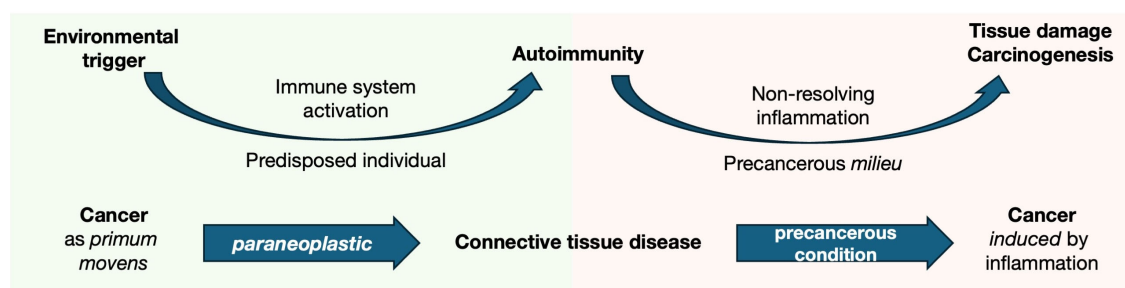 Environmental
trigger
Immune system
activation
Predisposed individual
Autoimmunity
Non-resolving
inflammation
Precancerous milieu
Tissue damage
Carcinogenesis
Cancer
as primum
movens
paraneoplastic
Connective tissue disease
precancerous
condition
Cancer
induced by
inflammation